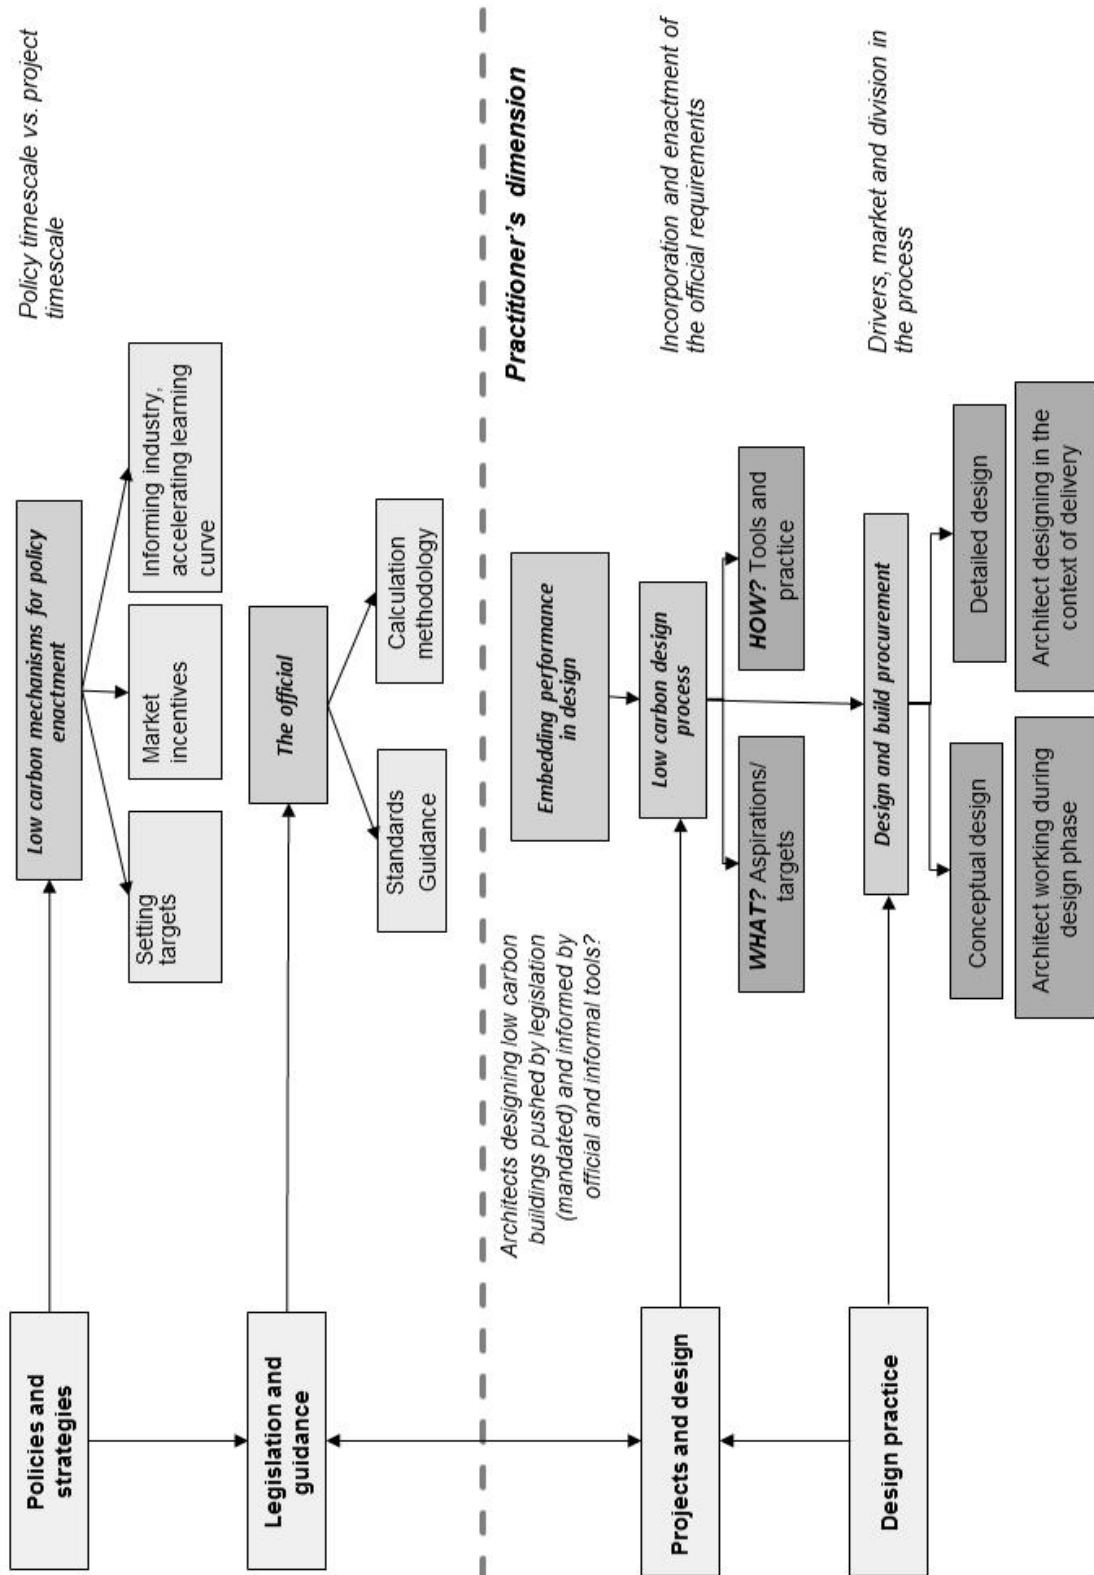 Policies and
strategies
Low carbon mechanisms for policy
enactment
Policy timescale vs. project
timescale
Setting
targets
Market
incentives
Informing industry,
accelerating learning
curve
Legislation and
guidance
The official
Standards
Guidance
Calculation
methodology
Practitioner's dimension
Architects designing low carbon
buildings pushed by legislation
(mandated) and informed by
official and informal tools?
Embedding performance
in design
Projects and design
Low carbon design
process
Incorporation and enactment of
the official requirements
WHAT? Aspirations/
targets
HOW? Tools and
practice
Design practice
Design and build procurement
Drivers, market and division in
the process
Conceptual design
Detailed design
Architect working during
design phase
Architect designing in the
context of delivery